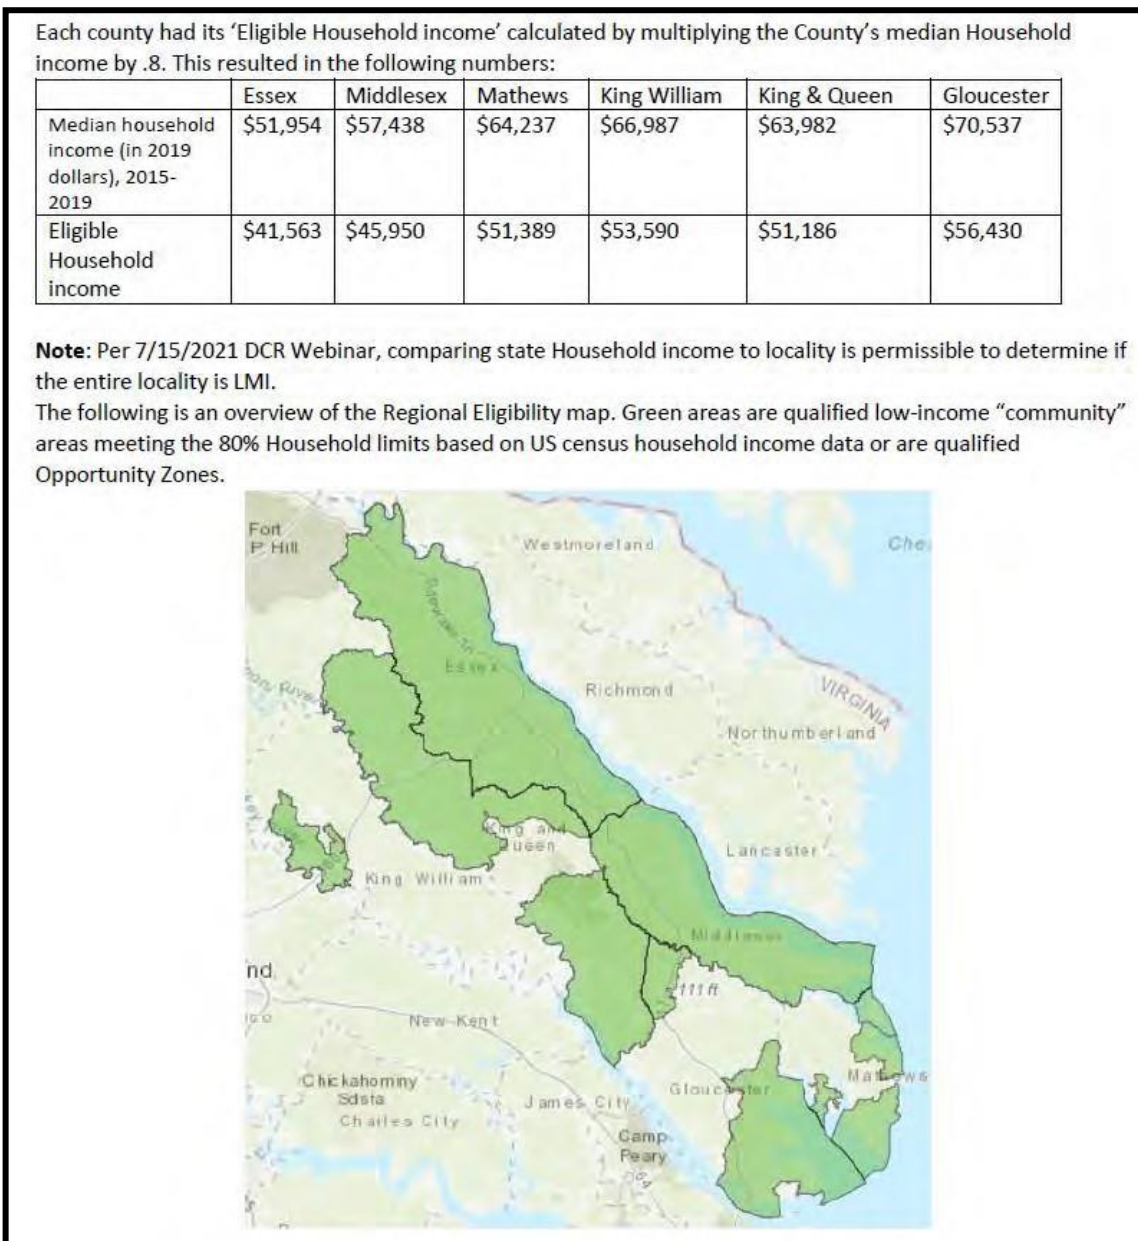 Each county had its ‘Eligible Household income’ calculated by multiplying the County’s median Household
income by .8. This resulted in the following numbers:
Essex Middlesex Mathews King William King & Queen Gloucester
Median household income (in 2019 dollars), 2015-2019 $51,954 $57,438 $64,237 $66,987 $63,982 $70,537
Eligible Household income $41,563 $45,950 $51,389 $53,590 $51,186 $56,430
Note: Per 7/15/2021 DCR Webinar, comparing state Household income to locality is permissible to determine if
the entire locality is LMI.
The following is an overview of the Regional Eligibility map. Green areas are qualified low-income “community”
areas meeting the 80% Household limits based on US census household income data or are qualified
Opportunity Zones.
Fort
P Hill
Westmoreland
Che
Essex
Richmond
VIRGINIA
Northumberland
King and
Queen
Lancaster
King William
Middlesex
nd
111 ft
New Kent
Mathews
Chickahominy
Sdsta
Gloucester
James City
Charles City
Camp
Peary